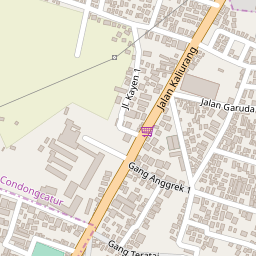 Jl. Kayen 1
Jalan Kaliurang
Jalan Garuda
Gang Anggrek 1
Condongcatur
Gang Teratai